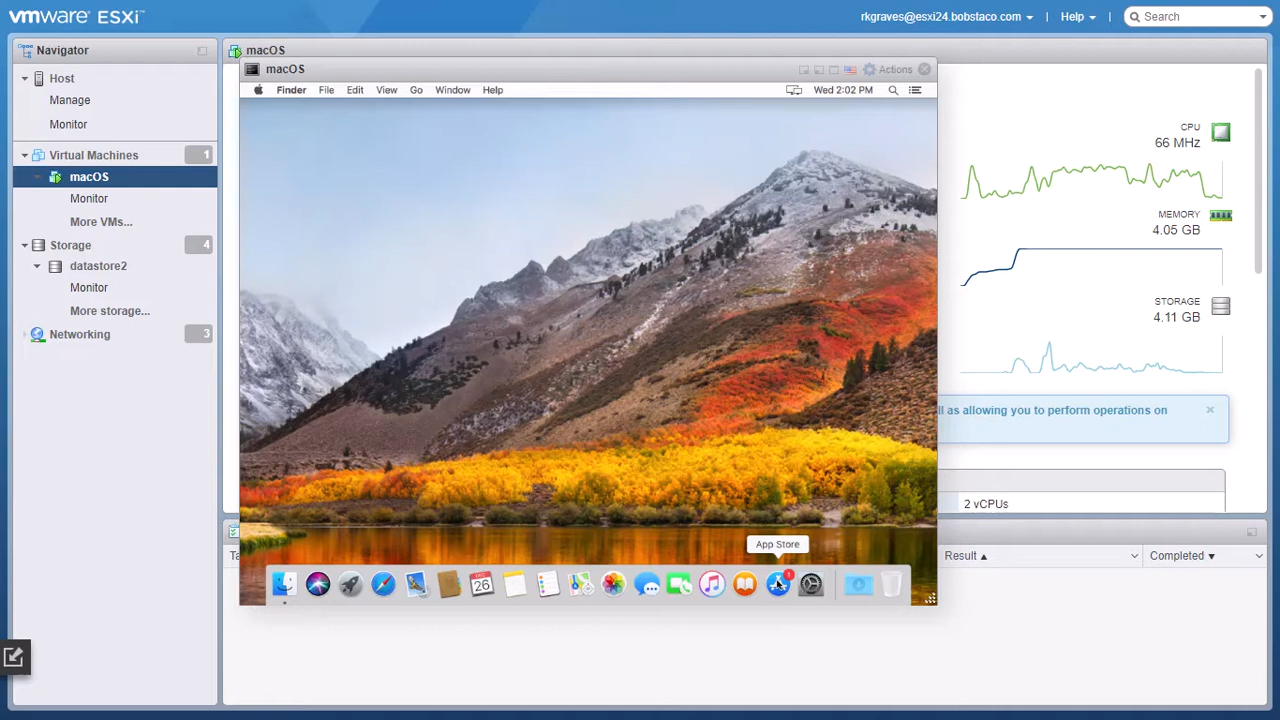 vmware ESXi™
rkgraves@esxi24.bobstaco.com | Help | Search
Navigator
Host
Manage
Monitor
Virtual Machines 1
macOS
Monitor
More VMs...
Storage 4
datastore2
Monitor
More storage...
Networking 3
macOS
macOS
Actions
Finder File Edit View Go Window Help
Wed 2:02 PM
App Store
26
1
CPU
66 MHz
MEMORY
4.05 GB
STORAGE
4.11 GB
ll as allowing you to perform operations on
2 vCPUs
Ta
Result
Completed